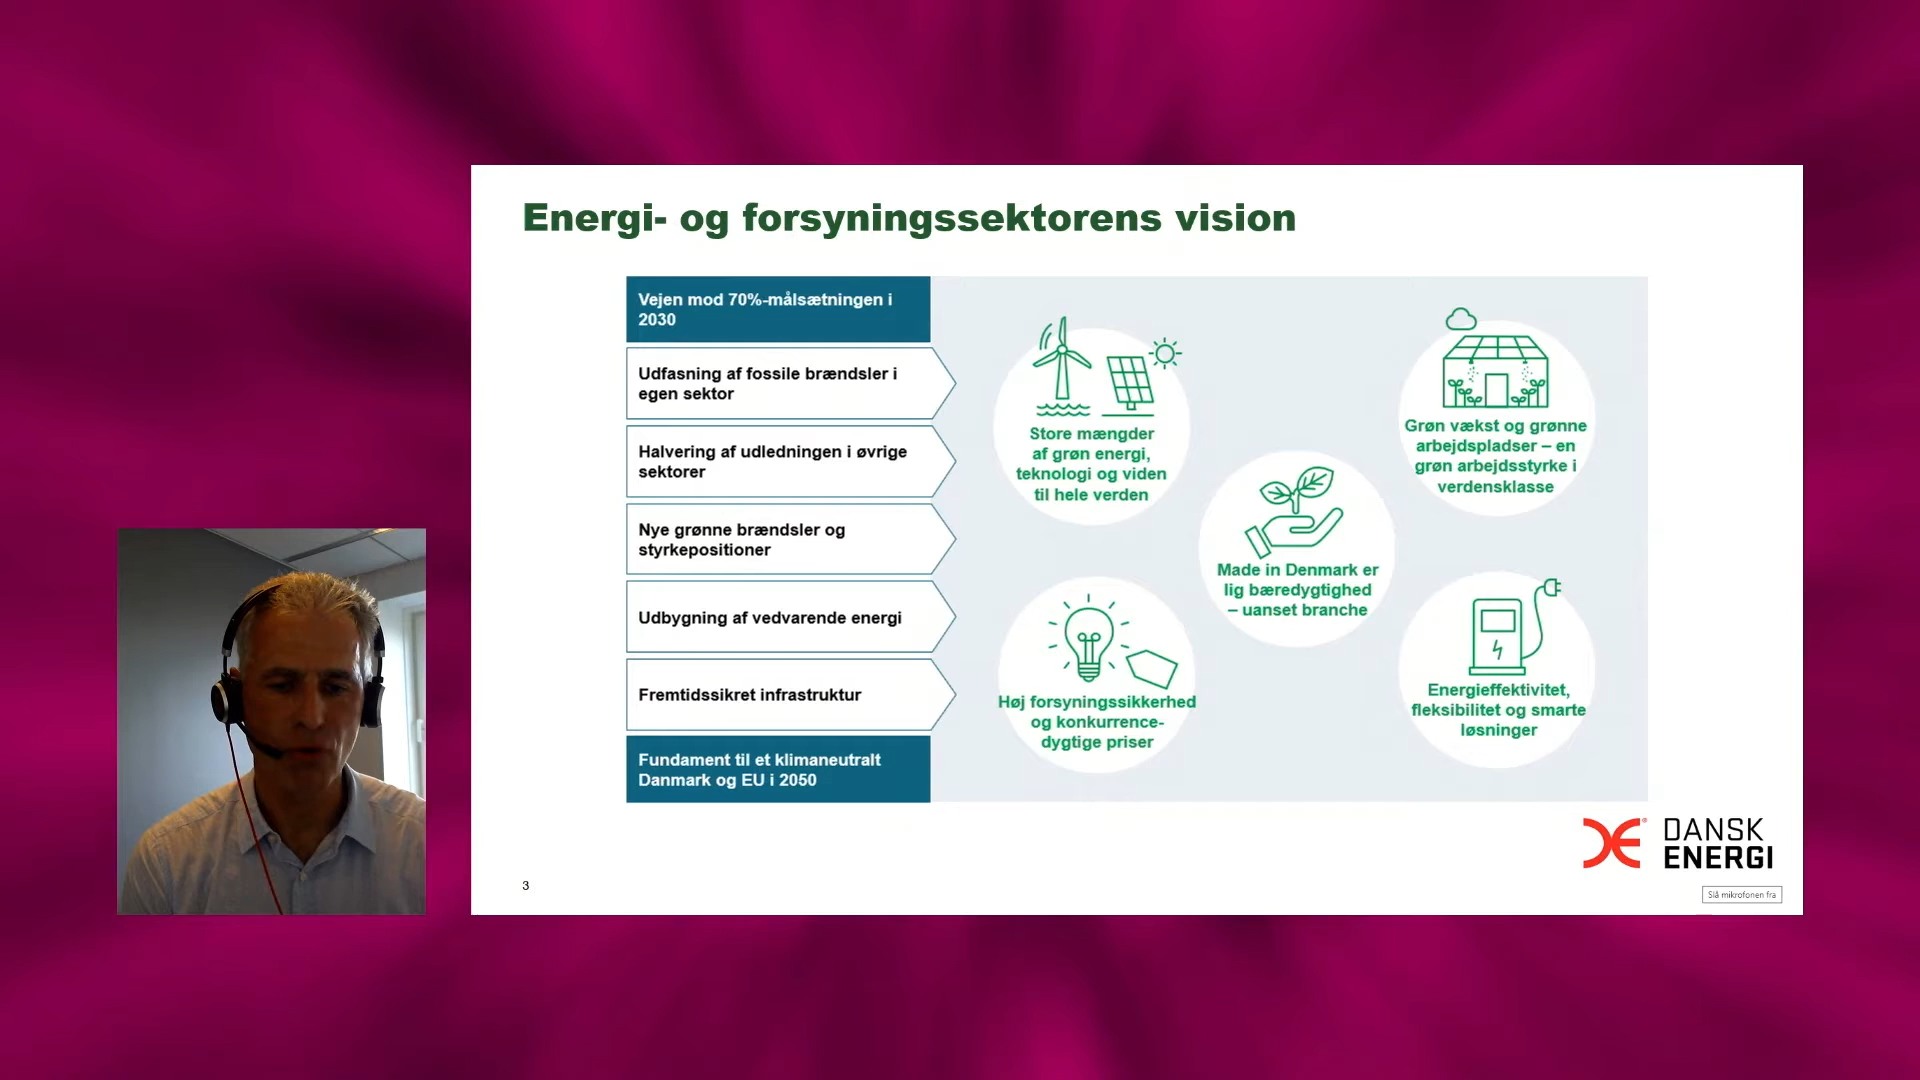 Energi- og forsyningssektorens vision
Vejen mod 70%-målsætningen i
2030
Udfasning af fossile brændsler i
egen sektor
Halvering af udledningen i øvrige
sektorer
Nye grønne brændsler og
styrkepositioner
Udbygning af vedvarende energi
Fremtidssikret infrastruktur
Fundament til et klimaneutralt
Danmark og EU i 2050
Store mængder
af grøn energi,
teknologi og viden
til hele verden
Grøn vækst og grønne
arbejdspladser – en
grøn arbejdsstyrke i
verdensklasse
Made in Denmark er
lig bæredygtighed
– uanset branche
Høj forsyningssikkerhed
og konkurrence-
dygtige priser
Energieffektivitet,
fleksibilitet og smarte
løsninger
DANSK
ENERGI
3
Slå mikrofonen fra